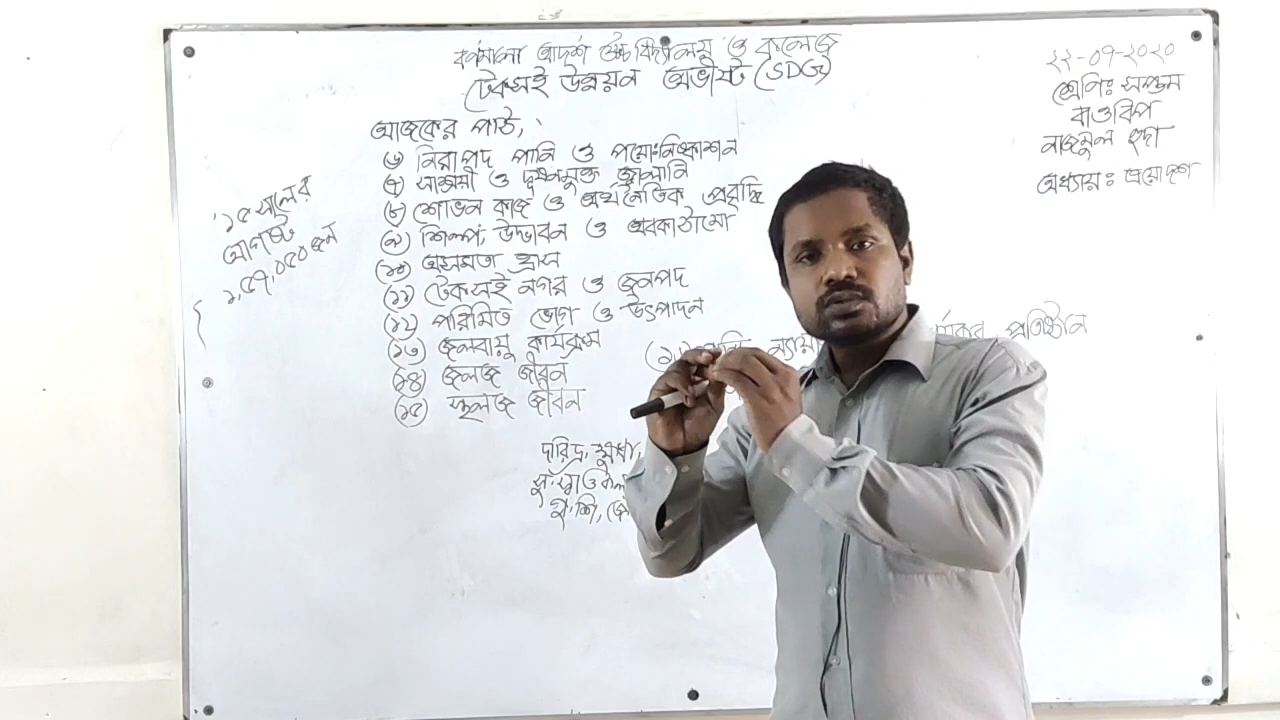 বর্ণমালা আদর্শ উচ্চ বিদ্যালয় ও কলেজ
টেকসই উন্নয়ন অভীষ্ট (SDG)
২২-০৭-২০২০
শ্রেণিঃ সপ্তম
বাওবিপ
নাজমুল হুদা
অধ্যায়ঃ ত্রয়োদশ
আজকের পাঠ,
(৬) নিরাপদ পানি ও পয়োঃনিষ্কাশন
(৭) সাশ্রয়ী ও দূষণমুক্ত জ্বালানি
(৮) শোভন কাজ ও অর্থনৈতিক প্রবৃদ্ধি
(৯) শিল্প, উদ্ভাবন ও অবকাঠামো
(১০) অসমতা হ্রাস
(১১) টেকসই নগর ও জনপদ
(১২) পরিমিত ভোগ ও উৎপাদন
(১৩) জলবায়ু কার্যক্রম
(১৪) জলজ জীবন
(১৫) স্থলজ জীবন
প্রতিষ্ঠান
'১৫ সালের
আগষ্ট
১,৫৭,০৫০ জন
দরিদ্র, ক্ষুধা,